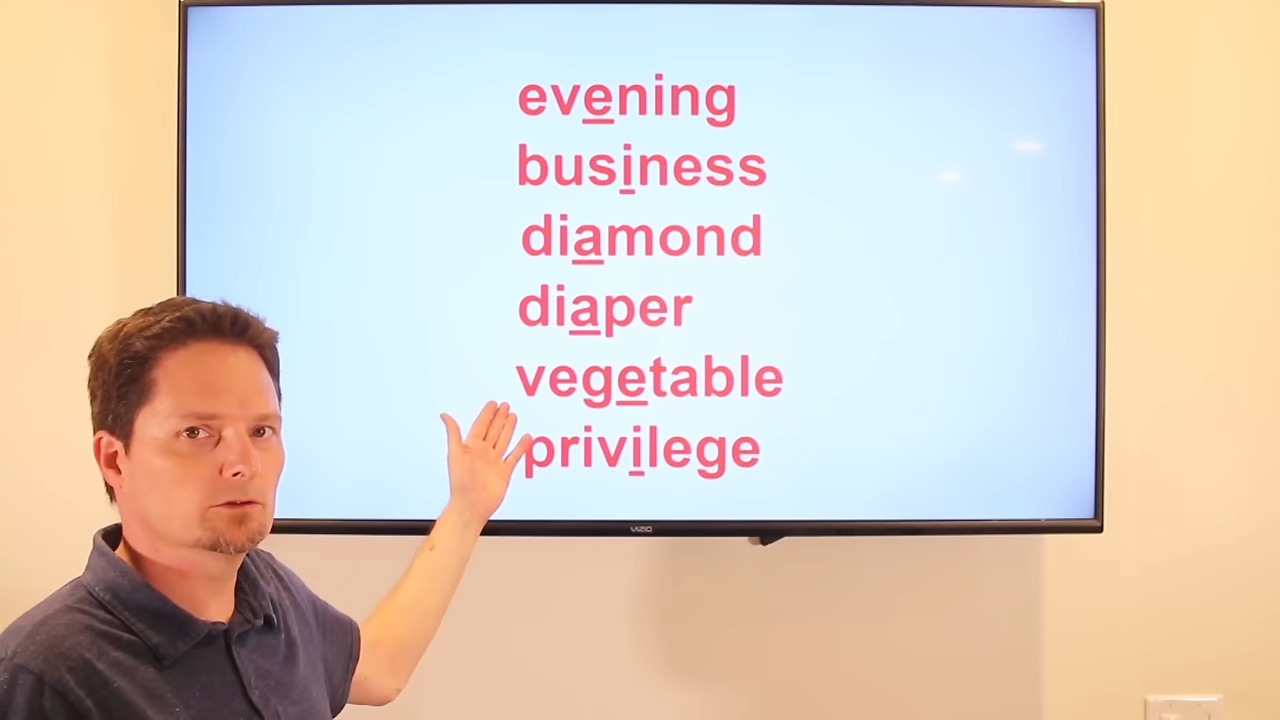 evening
business
diamond
diaper
vegetable
privilege
VIZIO